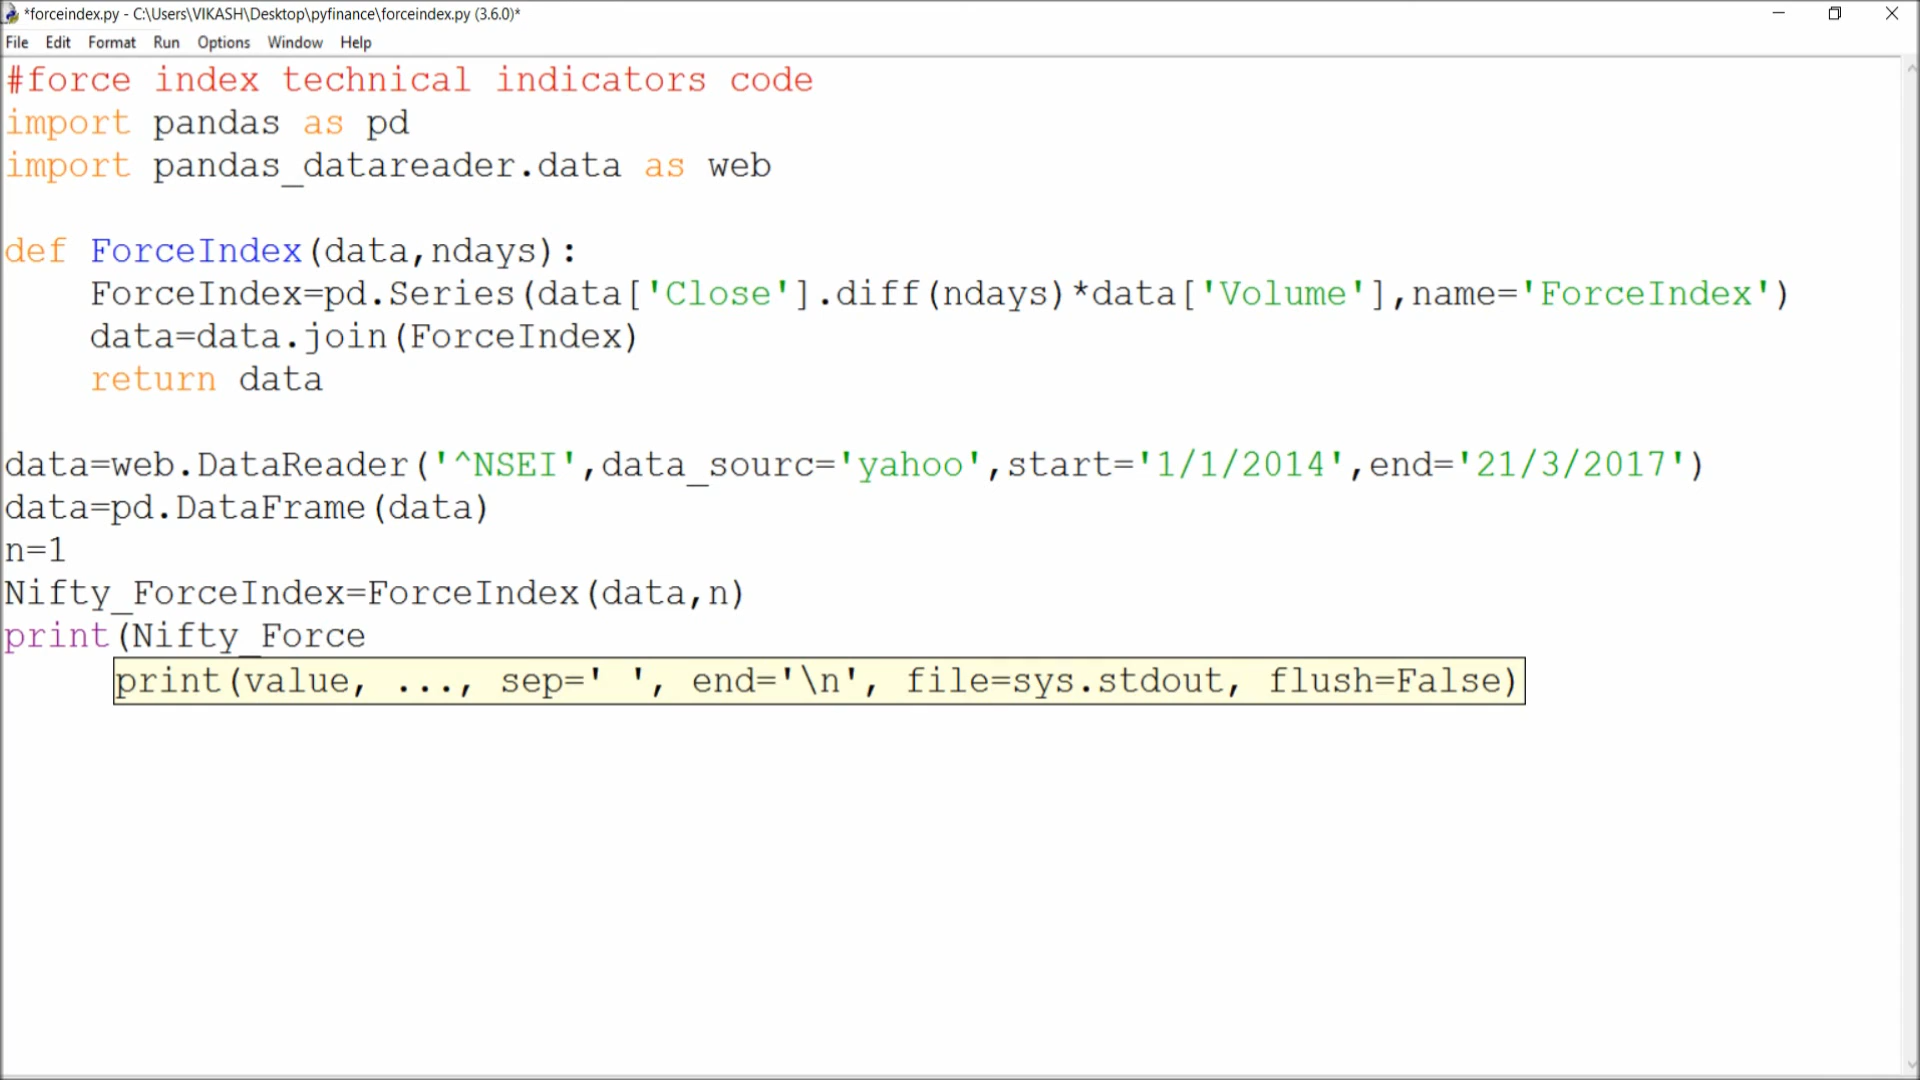 *forceindex.py - C:\Users\VIKASH\Desktop\pyfinance\forceindex.py (3.6.0)*
File Edit Format Run Options Window Help
#force index technical indicators code
import pandas as pd
import pandas_datareader.data as web
def ForceIndex(data,ndays):
    ForceIndex=pd.Series(data['Close'].diff(ndays)*data['Volume'],name='ForceIndex')
    data=data.join(ForceIndex)
    return data
data=web.DataReader('^NSEI',data_sourc='yahoo',start='1/1/2014',end='21/3/2017')
data=pd.DataFrame(data)
n=1
Nifty_ForceIndex=ForceIndex(data,n)
print(Nifty_Force
print(value, ..., sep=' ', end='\n', file=sys.stdout, flush=False)